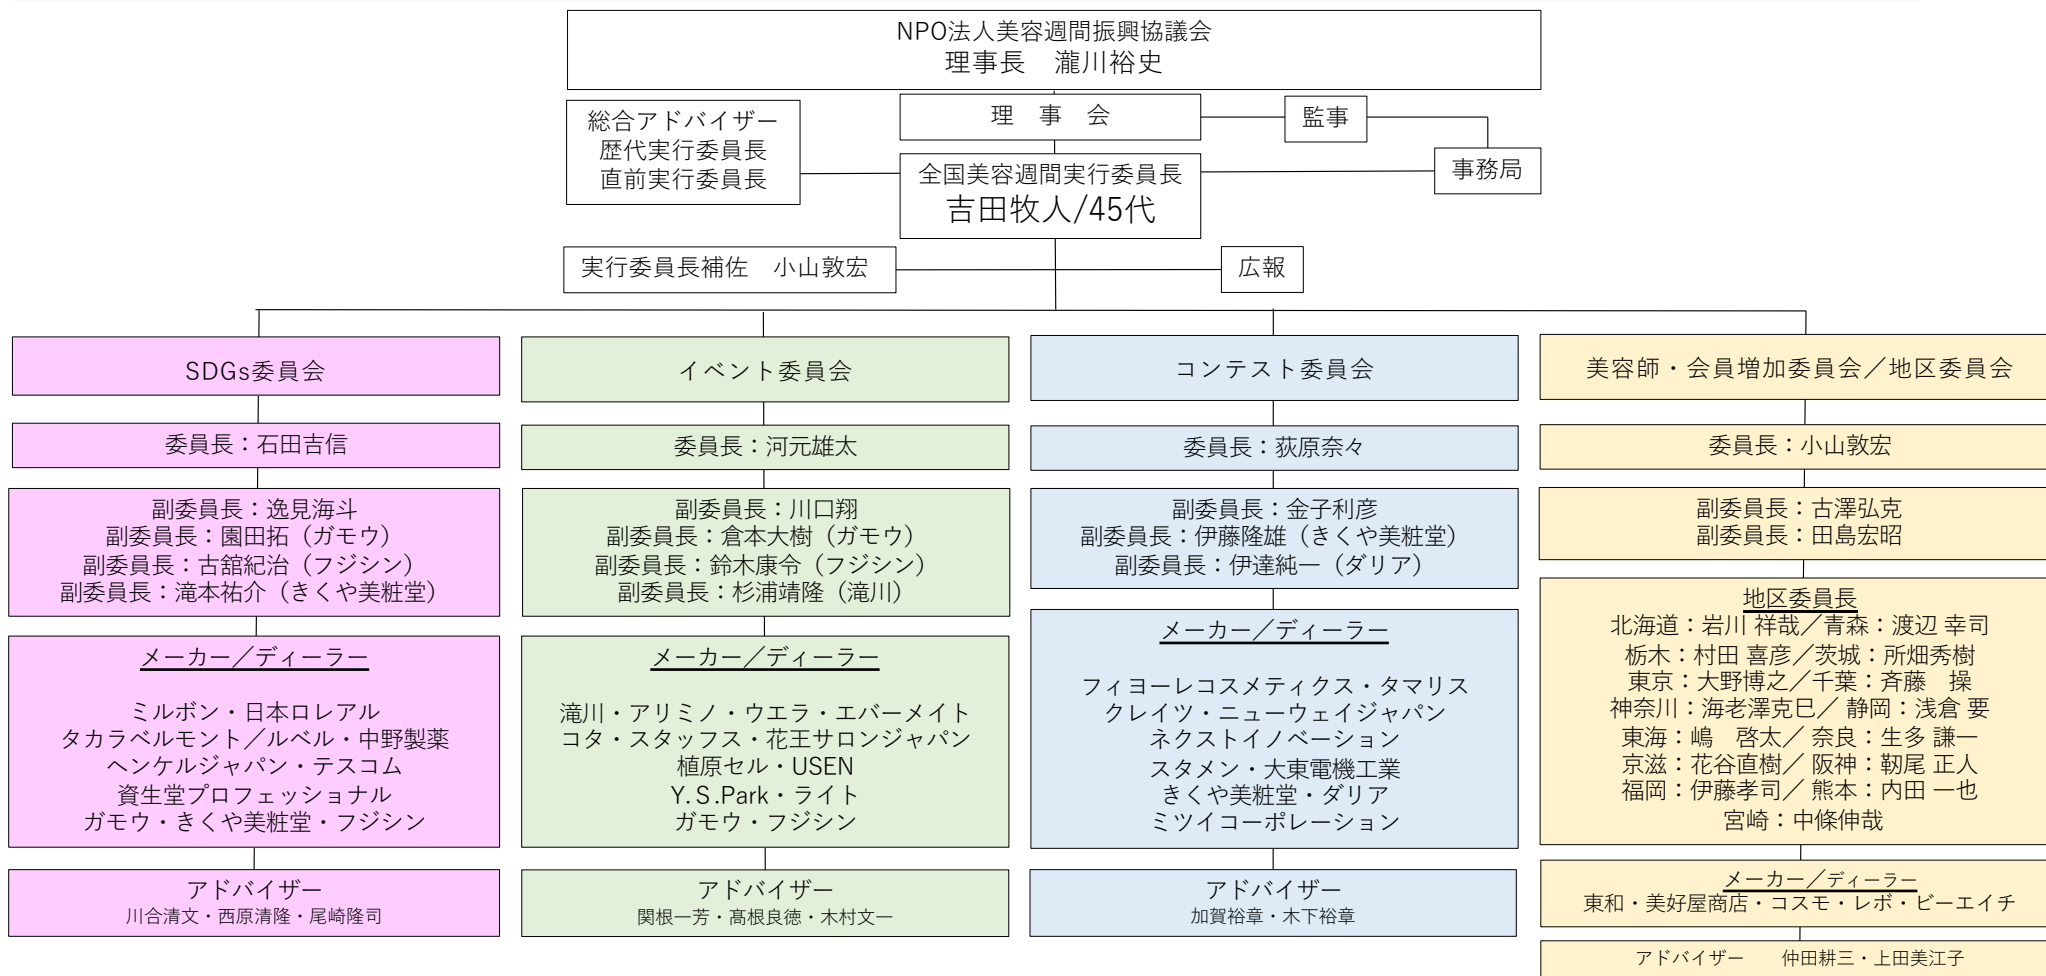 NPO法人美容週間振興協議会
理事長　瀧川裕史
総合アドバイザー
歴代実行委員長
直前実行委員長
理　事　会
監事
事務局
全国美容週間実行委員長
吉田牧人/45代
実行委員長補佐　小山敦宏
広報
SDGs委員会
委員長：石田吉信
副委員長：逸見海斗
副委員長：園田拓（ガモウ）
副委員長：古舘紀治（フジシン）
副委員長：滝本祐介（きくや美粧堂）
メーカー／ディーラー
ミルボン・日本ロレアル
タカラベルモント／ルベル・中野製薬
ヘンケルジャパン・テスコム
資生堂プロフェッショナル
ガモウ・きくや美粧堂・フジシン
アドバイザー
川合清文・西原清隆・尾崎隆司
イベント委員会
委員長：河元雄太
副委員長：川口翔
副委員長：倉本大樹（ガモウ）
副委員長：鈴木康令（フジシン）
副委員長：杉浦靖隆（滝川）
メーカー／ディーラー
滝川・アリミノ・ウエラ・エバーメイト
コタ・スタッフス・花王サロンジャパン
植原セル・USEN
Y.S.Park・ライト
ガモウ・フジシン
アドバイザー
関根一芳・髙根良徳・木村文一
コンテスト委員会
委員長：荻原奈々
副委員長：金子利彦
副委員長：伊藤隆雄（きくや美粧堂）
副委員長：伊達純一（ダリア）
メーカー／ディーラー
フィヨーレコスメティクス・タマリス
クレイツ・ニューウェイジャパン
ネクストイノベーション
スタメン・大東電機工業
きくや美粧堂・ダリア
ミツイコーポレーション
アドバイザー
加賀裕章・木下裕章
美容師・会員増加委員会／地区委員会
委員長：小山敦宏
副委員長：古澤弘克
副委員長：田島宏昭
地区委員長
北海道：岩川 祥哉／青森：渡辺 幸司
栃木：村田 喜彦／茨城：所畑秀樹
東京：大野博之／千葉：斉藤　操
神奈川：海老澤克巳／ 静岡：浅倉 要
東海：嶋　啓太／ 奈良：生多 謙一
京滋：花谷直樹／ 阪神：靭尾 正人
福岡：伊藤孝司／ 熊本：内田 一也
宮崎：中條伸哉
メーカー／ディーラー
東和・美好屋商店・コスモ・レボ・ビーエイチ
アドバイザー　　仲田耕三・上田美江子